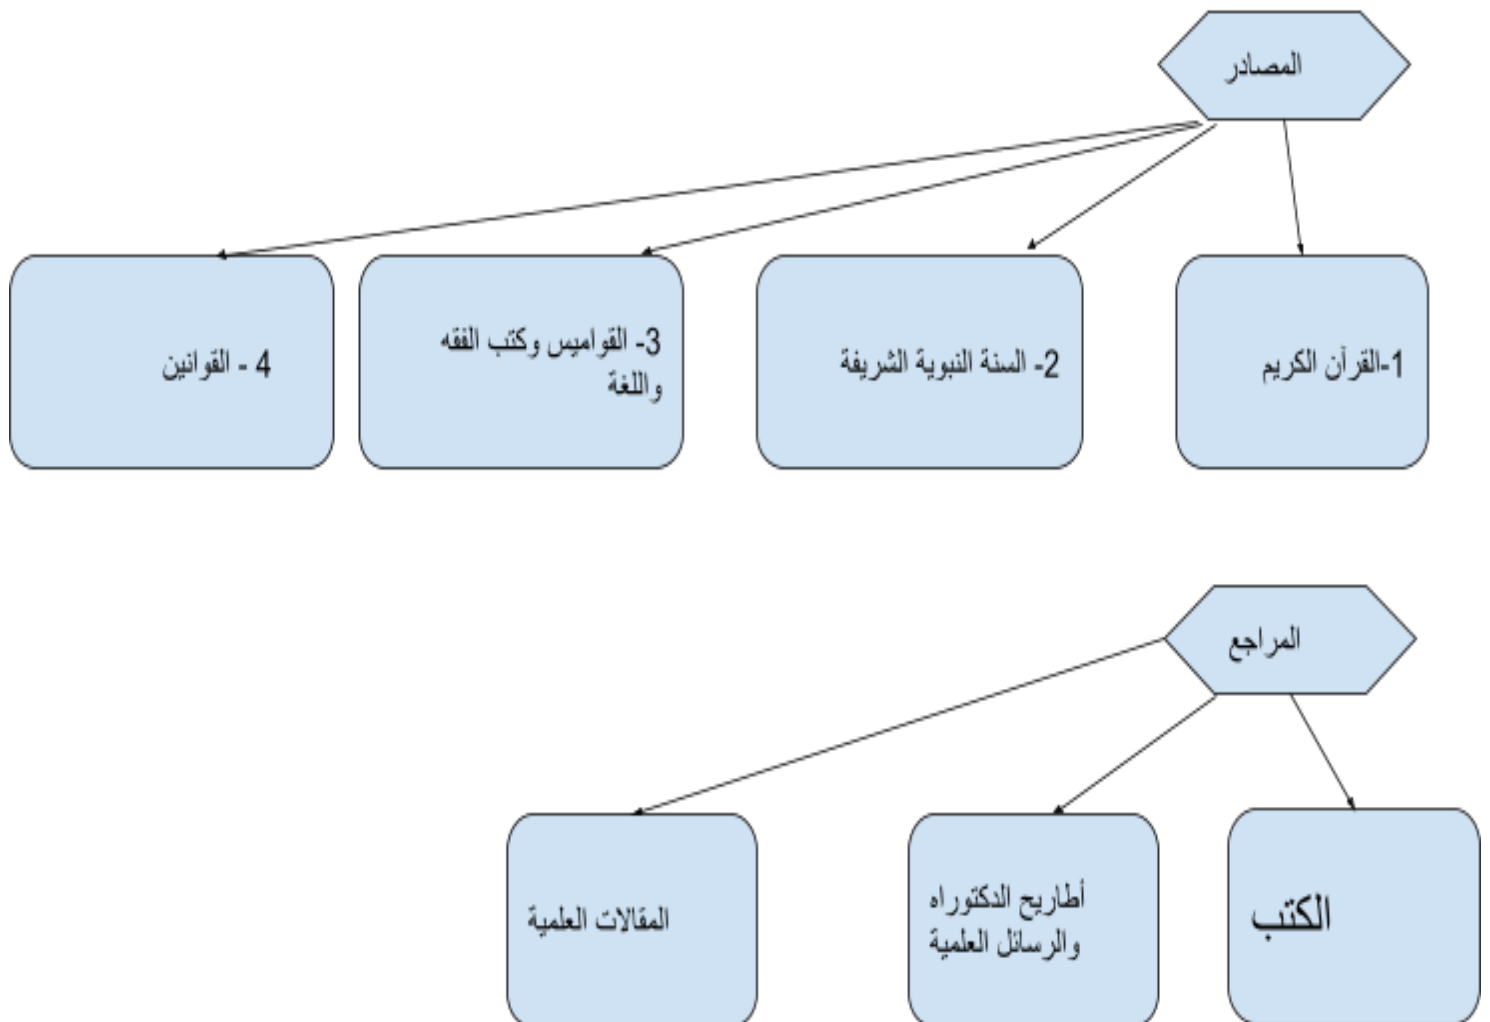 المصادر
1-القرآن الكريم
2- السنة النبوية الشريفة
3- القواميس وكتب الفقه
واللغة
4 - القوانين
المراجع
الكتب
أطاريح الدكتوراه
والرسائل العلمية
المقالات العلمية